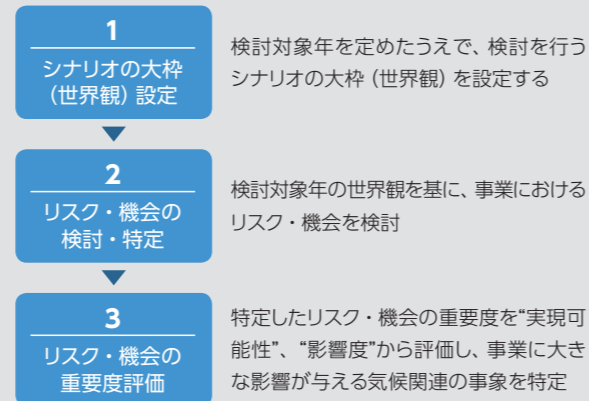 1
シナリオの大枠
（世界観）設定
検討対象年を定めたうえで、検討を行う
シナリオの大枠（世界観）を設定する
2
リスク・機会の
検討・特定
検討対象年の世界観を基に、事業における
リスク・機会を検討
3
リスク・機会の
重要度評価
特定したリスク・機会の重要度を“実現可
能性”、“影響度”から評価し、事業に大き
な影響が与える気候関連の事象を特定